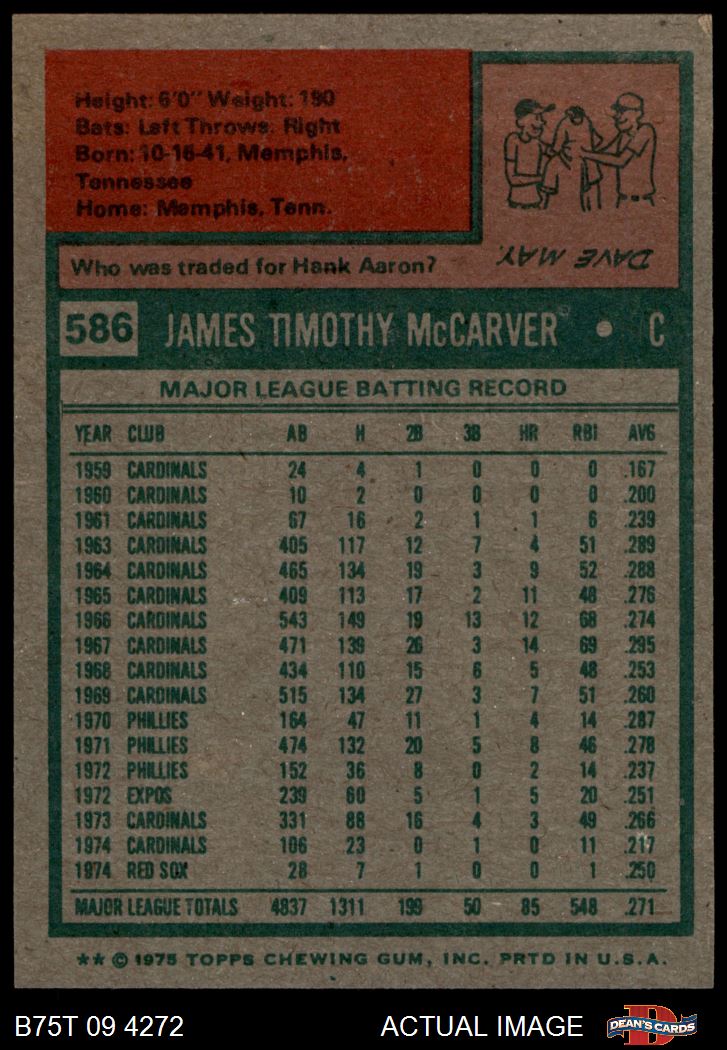 Height: 6'0" Weight: 190
Bats: Left Throws: Right
Born: 10-16-41, Memphis,
Tennessee
Home: Memphis, Tenn.
Who was traded for Hank Aaron?
DAVE MAY.
586 JAMES TIMOTHY McCARVER • C
MAJOR LEAGUE BATTING RECORD
YEAR CLUB AB H 2B 3B HR RBI AVG
1959 CARDINALS 24 4 1 0 0 0 .167
1960 CARDINALS 10 2 0 0 0 0 .200
1961 CARDINALS 67 16 2 1 1 6 .239
1963 CARDINALS 405 117 12 7 4 51 .289
1964 CARDINALS 465 134 19 3 9 52 .288
1965 CARDINALS 409 113 17 2 11 48 .276
1966 CARDINALS 543 149 19 13 12 68 .274
1967 CARDINALS 471 139 26 3 14 69 .295
1968 CARDINALS 434 110 15 6 5 48 .253
1969 CARDINALS 515 134 27 3 7 51 .260
1970 PHILLIES 164 47 11 1 4 14 .287
1971 PHILLIES 474 132 20 5 8 46 .278
1972 PHILLIES 152 36 8 0 2 14 .237
1972 EXPOS 239 60 5 1 5 20 .251
1973 CARDINALS 331 88 16 4 3 49 .266
1974 CARDINALS 106 23 0 1 0 11 .217
1974 RED SOX 28 7 1 0 0 1 .250
MAJOR LEAGUE TOTALS 4837 1311 199 50 85 548 .271
** © 1975 TOPPS CHEWING GUM, INC. PRTD IN U.S.A.
B75T 09 4272 ACTUAL IMAGE DEAN'S CARDS